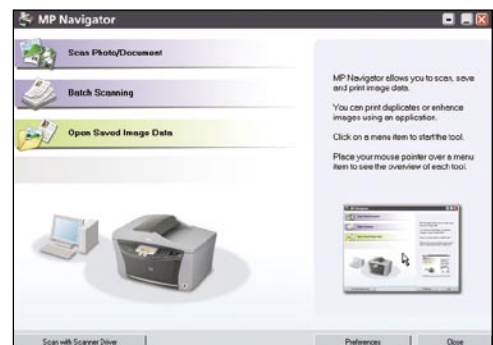 MP Navigator
Scan Photo/Document
Batch Scanning
Open Saved Image Data
MP Navigator allows you to scan, save
and print image data.
You can print duplicates or enhance
images using an application.
Click on a menu item to start the tool.
Place your mouse pointer over a menu
item to see the overview of each tool.
Scan with Scanner Driver
Preferences
Close